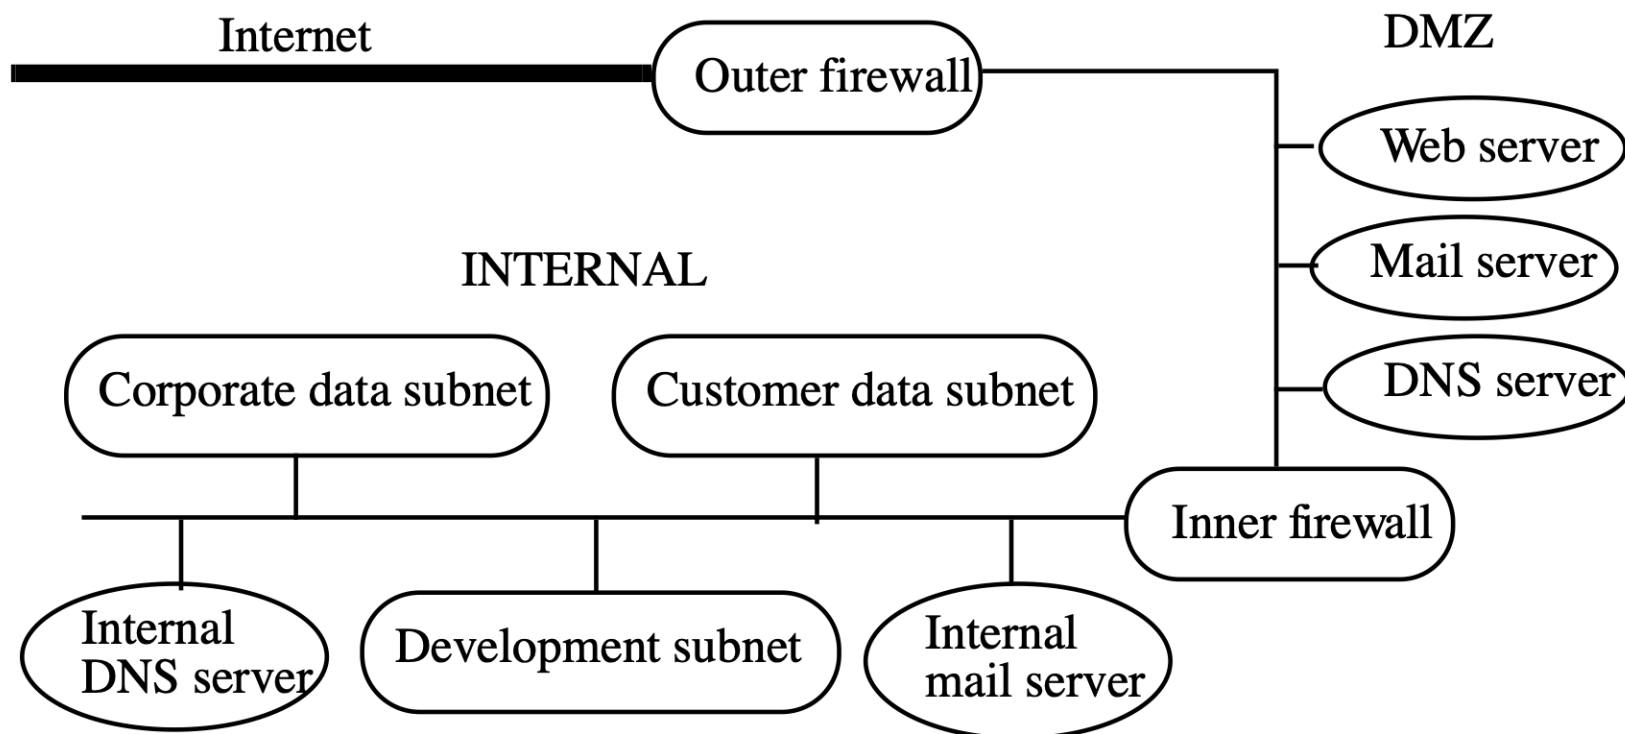 Internet
Outer firewall
DMZ
Web server
Mail server
DNS server
INTERNAL
Corporate data subnet
Customer data subnet
Inner firewall
Internal
DNS server
Development subnet
Internal
mail server